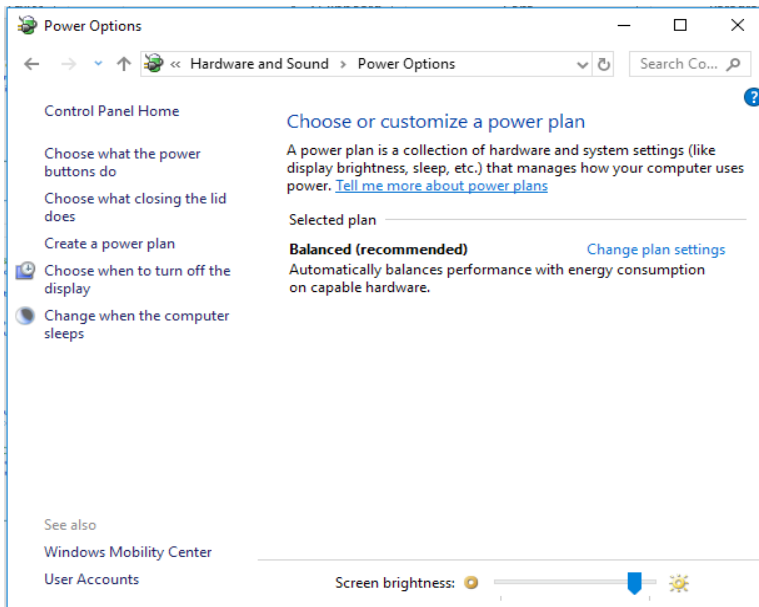 Power Options
« Hardware and Sound > Power Options
Search Co...
Control Panel Home
Choose what the power
buttons do
Choose what closing the lid
does
Create a power plan
Choose when to turn off the
display
Change when the computer
sleeps
See also
Windows Mobility Center
User Accounts
?
Choose or customize a power plan
A power plan is a collection of hardware and system settings (like
display brightness, sleep, etc.) that manages how your computer uses
power. Tell me more about power plans
Selected plan
Balanced (recommended) Change plan settings
Automatically balances performance with energy consumption
on capable hardware.
Screen brightness: